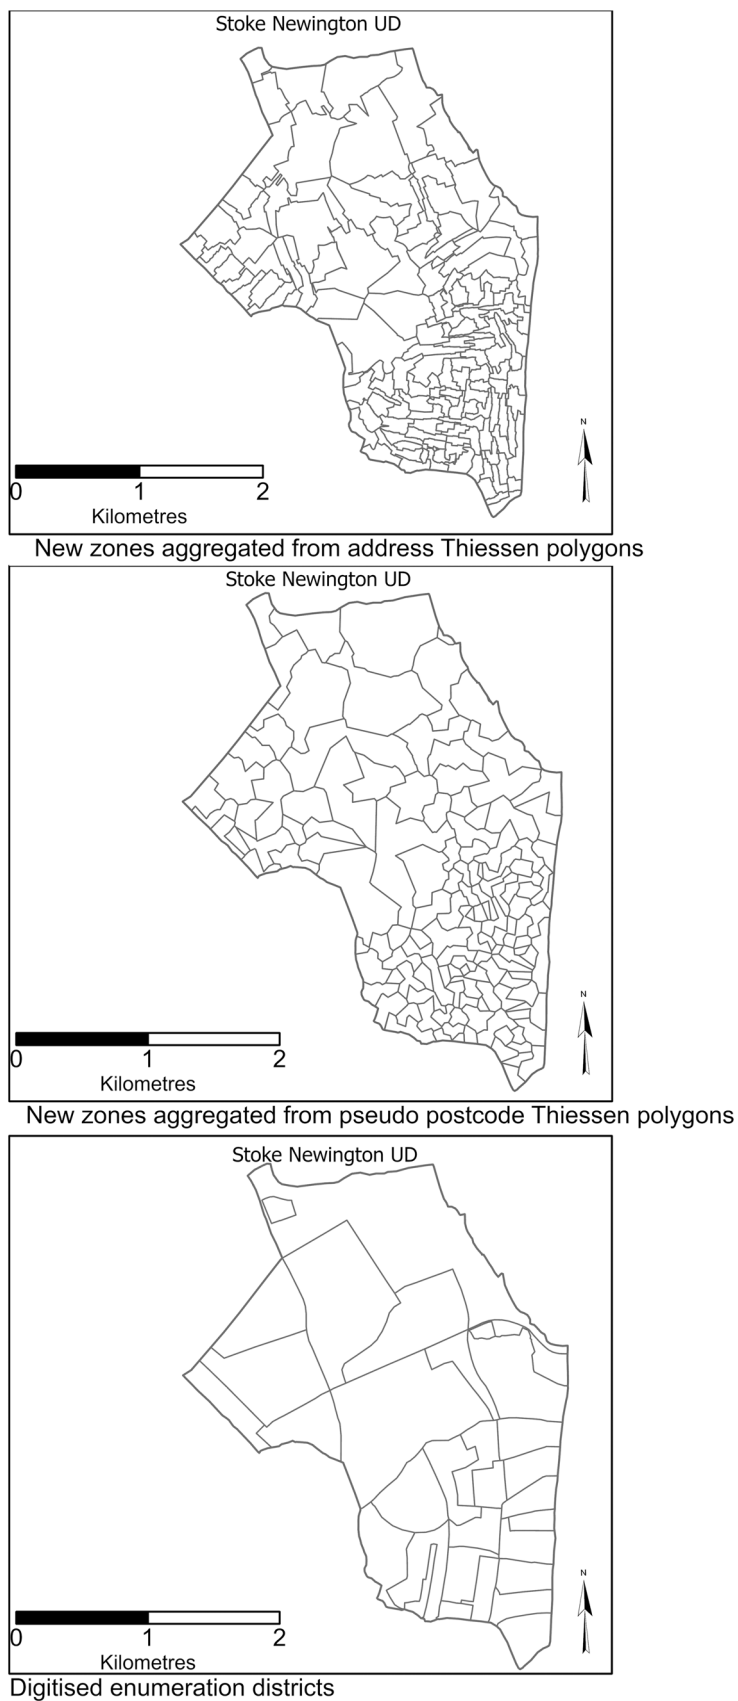 Stoke Newington UD
N
0 1 2
Kilometres
New zones aggregated from address Thiessen polygons
Stoke Newington UD
N
0 1 2
Kilometres
New zones aggregated from pseudo postcode Thiessen polygons
Stoke Newington UD
N
0 1 2
Kilometres
Digitised enumeration districts